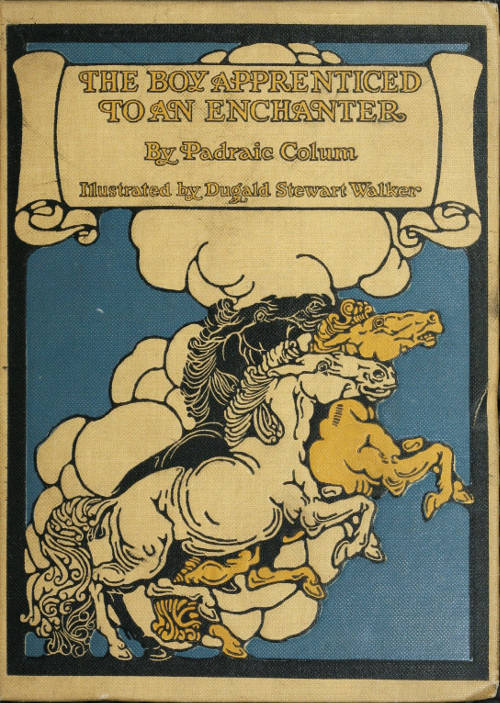 THE BOY APPRENTICED
TO AN ENCHANTER
By Padraic Colum
Illustrated by Dugald Stewart Walker